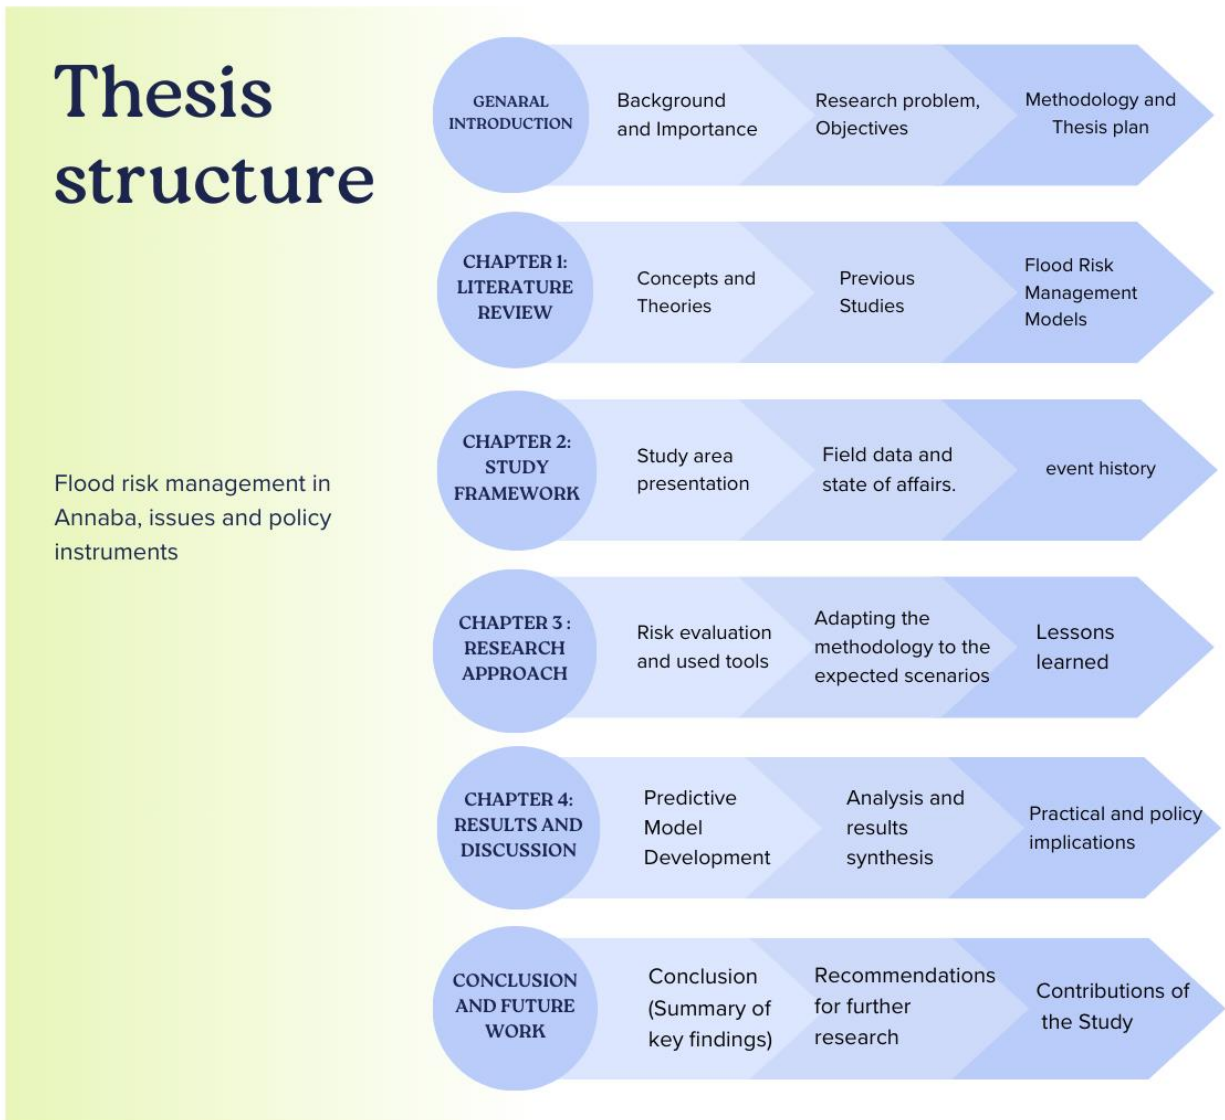 Thesis
structure
Flood risk management in
Annaba, issues and policy
instruments
GENARAL
INTRODUCTION
Background
and Importance
Research problem,
Objectives
Methodology and
Thesis plan
CHAPTER 1:
LITERATURE
REVIEW
Concepts and
Theories
Previous
Studies
Flood Risk
Management
Models
CHAPTER 2:
STUDY
FRAMEWORK
Study area
presentation
Field data and
state of affairs.
event history
CHAPTER 3 :
RESEARCH
APPROACH
Risk evaluation
and used tools
Adapting the
methodology to the
expected scenarios
Lessons
learned
CHAPTER 4:
RESULTS AND
DISCUSSION
Predictive
Model
Development
Analysis and
results
synthesis
Practical and policy
implications
CONCLUSION
AND FUTURE
WORK
Conclusion
(Summary of
key findings)
Recommendations
for further
research
Contributions of
the Study